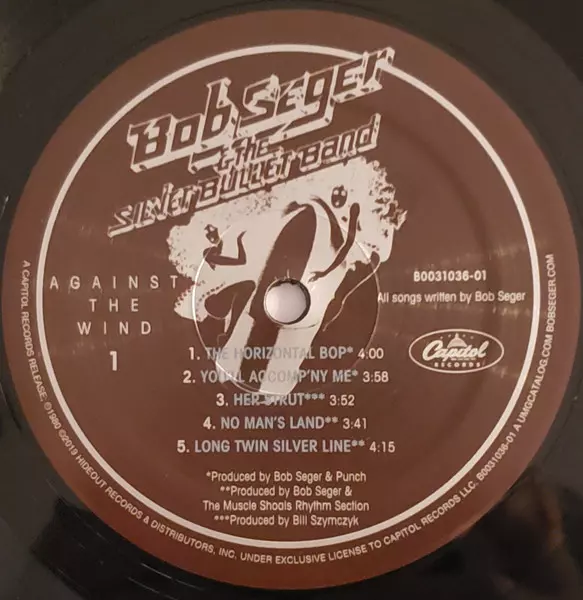 Bob Seger
& The
Silver Bullet Band
AGAINST
THE
WIND
1
B0031036-01
All songs written by Bob Seger
Capitol
RECORDS
1. THE HORIZONTAL BOP* 4:00
2. YOU'LL ACCOMP'NY ME* 3:58
3. HER STRUT*** 3:52
4. NO MAN'S LAND** 3:41
5. LONG TWIN SILVER LINE** 4:15
*Produced by Bob Seger & Punch
**Produced by Bob Seger &
The Muscle Shoals Rhythm Section
***Produced by Bill Szymczyk
A CAPITOL RECORDS RELEASE; ©1980 ©2019 HIDEOUT RECORDS & DISTRIBUTORS, INC. UNDER EXCLUSIVE LICENSE TO CAPITOL RECORDS LLC. B0031036-01 A UMGCATALOG.COM BOBSEGER.COM